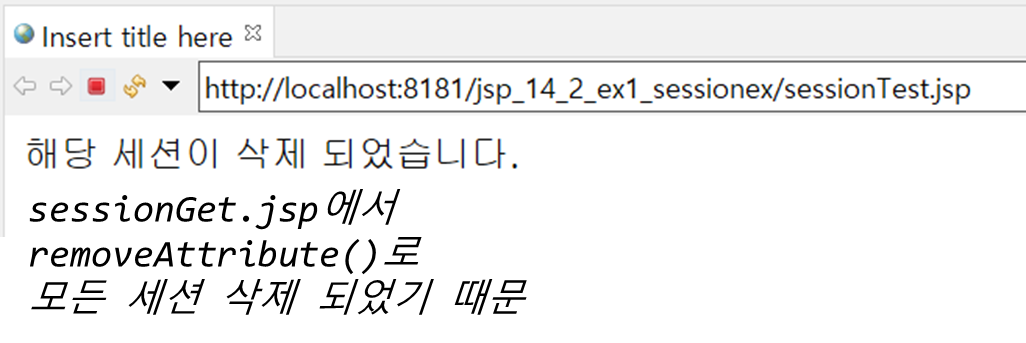 Insert title here
http://localhost:8181/jsp_14_2_ex1_sessionex/sessionTest.jsp
해당 세션이 삭제 되었습니다.
sessionGet.jsp에서
removeAttribute()로
모든 세션 삭제 되었기 때문